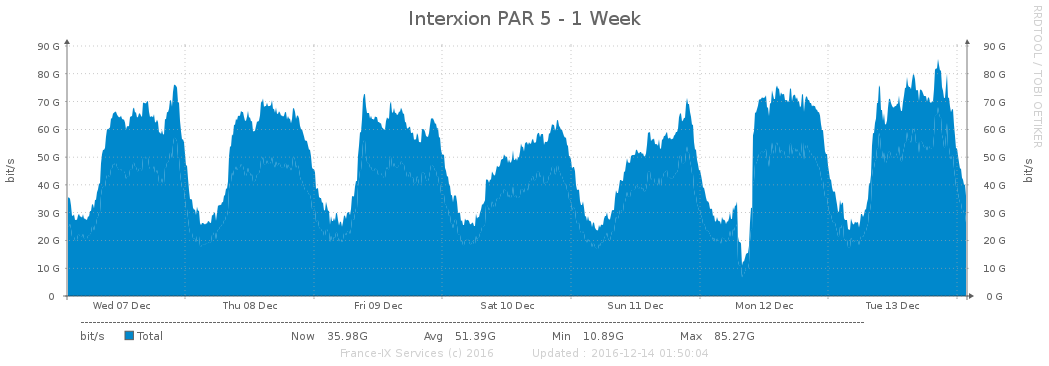 Interxion PAR 5 - 1 Week
RRDTOOL / TOBI OETIKER
90 G 90 G
80 G 80 G
70 G 70 G
60 G 60 G
50 G 50 G
40 G 40 G
30 G 30 G
20 G 20 G
10 G 10 G
0 0 G
bit/s bit/s
Wed 07 Dec Thu 08 Dec Fri 09 Dec Sat 10 Dec Sun 11 Dec Mon 12 Dec Tue 13 Dec
bit/s Total Now 35.98G Avg 51.39G Min 10.89G Max 85.27G
France-IX Services (c) 2016 Updated : 2016-12-14 01:50:04